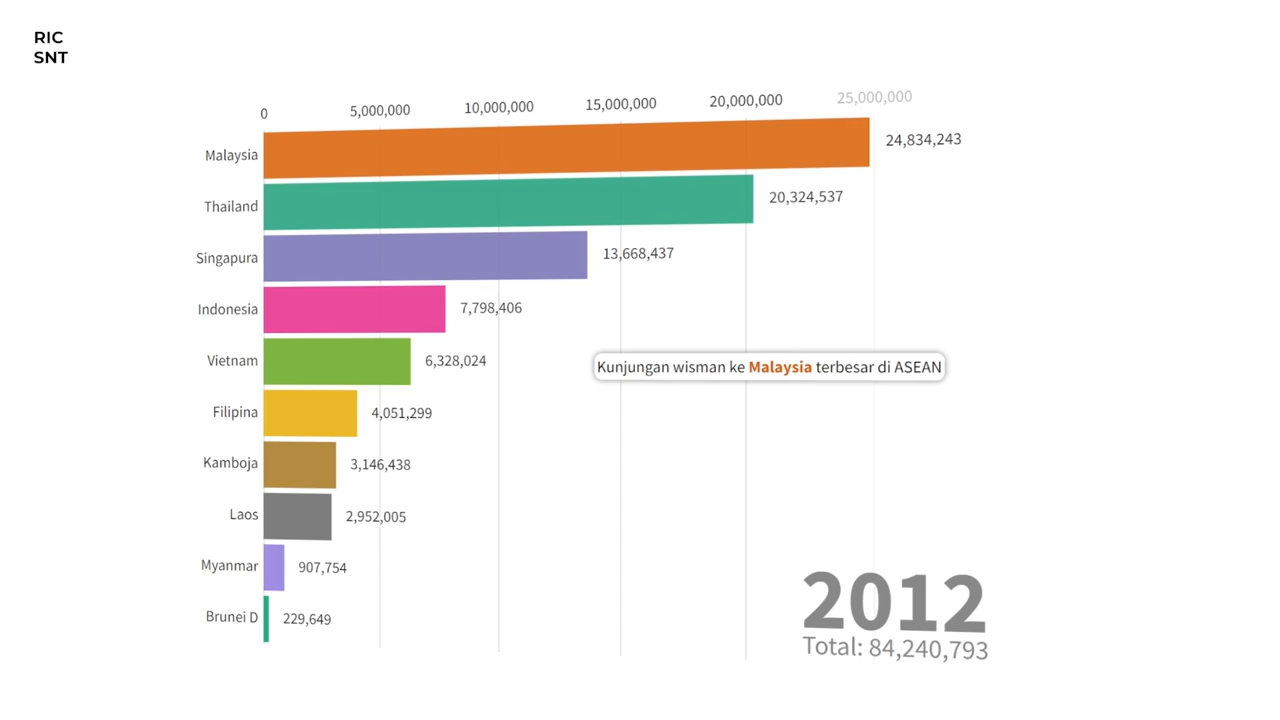 RIC
SNT
0 5,000,000 10,000,000 15,000,000 20,000,000 25,000,000
Malaysia 24,834,243
Thailand 20,324,537
Singapura 13,668,437
Indonesia 7,798,406
Vietnam 6,328,024
Kunjungan wisman ke Malaysia terbesar di ASEAN
Filipina 4,051,299
Kamboja 3,146,438
Laos 2,952,005
Myanmar 907,754
Brunei D 229,649
2012
Total: 84,240,793